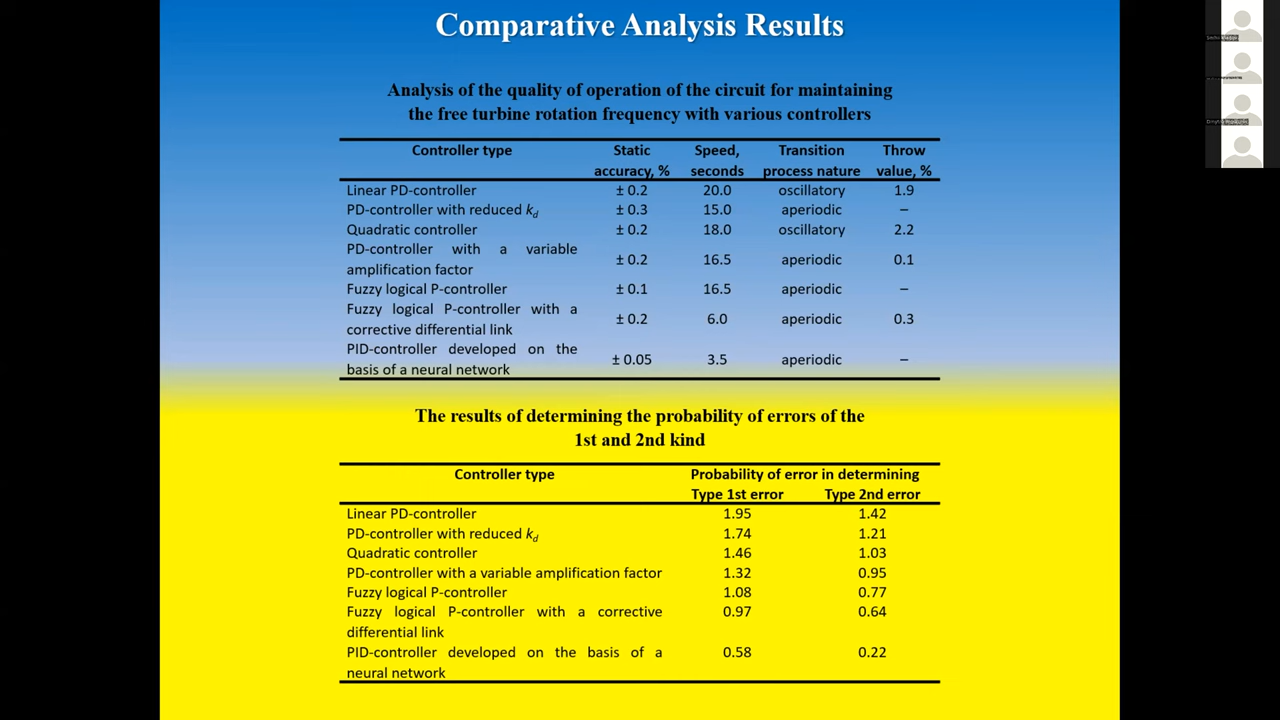 Comparative Analysis Results
Analysis of the quality of operation of the circuit for maintaining
the free turbine rotation frequency with various controllers
Controller type Static accuracy, % Speed, seconds Transition process nature Throw value, %
Linear PD-controller ± 0.2 20.0 oscillatory 1.9
PD-controller with reduced kd ± 0.3 15.0 aperiodic –
Quadratic controller ± 0.2 18.0 oscillatory 2.2
PD-controller with a variable
amplification factor ± 0.2 16.5 aperiodic 0.1
Fuzzy logical P-controller ± 0.1 16.5 aperiodic –
Fuzzy logical P-controller with a
corrective differential link ± 0.2 6.0 aperiodic 0.3
PID-controller developed on the
basis of a neural network ± 0.05 3.5 aperiodic –
The results of determining the probability of errors of the
1st and 2nd kind
Controller type Probability of error in determining
Type 1st error Type 2nd error
Linear PD-controller 1.95 1.42
PD-controller with reduced kd 1.74 1.21
Quadratic controller 1.46 1.03
PD-controller with a variable amplification factor 1.32 0.95
Fuzzy logical P-controller 1.08 0.77
Fuzzy logical P-controller with a corrective
differential link 0.97 0.64
PID-controller developed on the basis of a
neural network 0.58 0.22